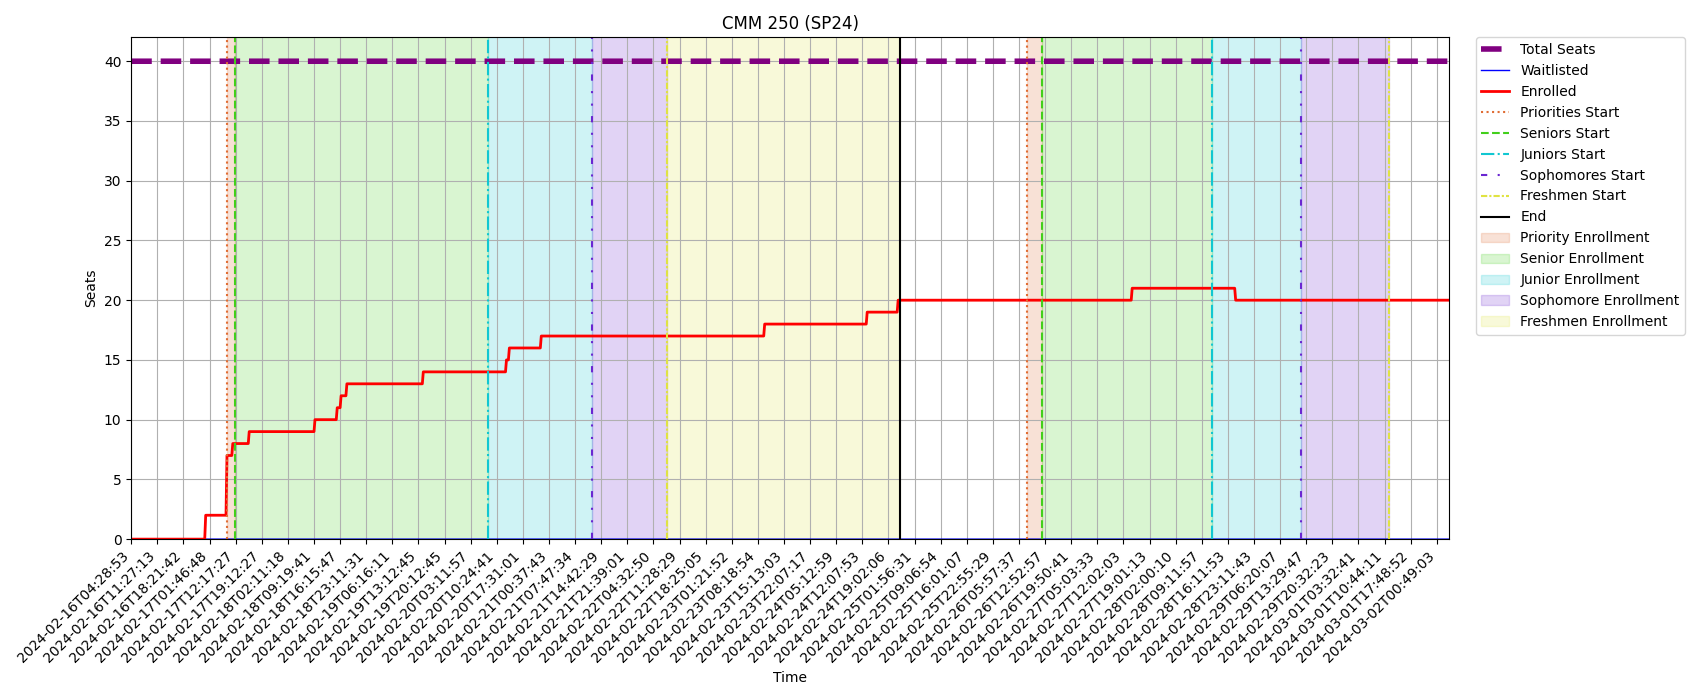 CMM 250 (SP24)
Seats
40
35
30
25
20
15
10
5
0
2024-02-16T04:28:53
2024-02-16T11:27:13
2024-02-16T18:21:42
2024-02-17T01:46:48
2024-02-17T12:17:27
2024-02-17T19:12:27
2024-02-18T02:11:18
2024-02-18T09:19:41
2024-02-18T16:15:47
2024-02-18T23:11:31
2024-02-19T06:16:11
2024-02-19T13:12:45
2024-02-19T20:12:45
2024-02-20T03:11:57
2024-02-20T10:24:41
2024-02-20T17:31:01
2024-02-21T00:37:43
2024-02-21T07:47:34
2024-02-21T14:42:29
2024-02-21T21:39:01
2024-02-22T04:32:50
2024-02-22T11:28:29
2024-02-22T18:25:05
2024-02-23T01:21:52
2024-02-23T08:18:54
2024-02-23T15:13:03
2024-02-23T22:07:17
2024-02-24T05:12:59
2024-02-24T12:07:53
2024-02-24T19:02:06
2024-02-25T01:56:31
2024-02-25T09:06:54
2024-02-25T16:01:07
2024-02-25T22:55:29
2024-02-26T05:57:37
2024-02-26T12:52:57
2024-02-26T19:50:41
2024-02-27T05:03:33
2024-02-27T12:02:03
2024-02-27T19:01:13
2024-02-28T02:00:10
2024-02-28T09:11:57
2024-02-28T16:11:53
2024-02-28T23:11:43
2024-02-29T06:20:07
2024-02-29T13:29:47
2024-02-29T20:32:23
2024-03-01T03:32:41
2024-03-01T10:44:11
2024-03-01T17:48:52
2024-03-02T00:49:03
Time
Total Seats
Waitlisted
Enrolled
Priorities Start
Seniors Start
Juniors Start
Sophomores Start
Freshmen Start
End
Priority Enrollment
Senior Enrollment
Junior Enrollment
Sophomore Enrollment
Freshmen Enrollment